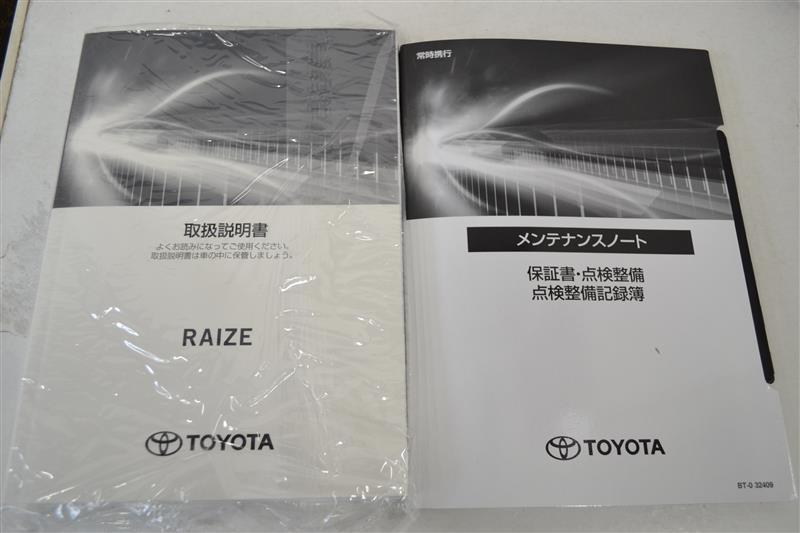 取扱説明書
よくお読みになってご使用ください。
取扱説明書は車の中に保管しましょう。
RAIZE
TOYOTA
常時携行
メンテナンスノート
保証書・点検整備
点検整備記録簿
TOYOTA
BT-0 32409